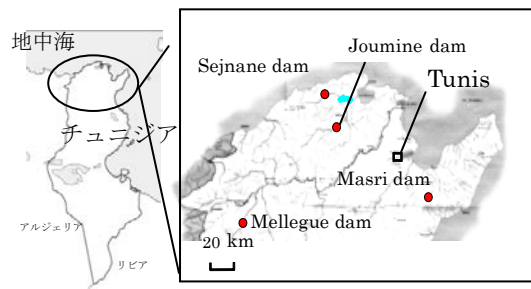 地中海
チュニジア
アルジェリア
リビア
Joumine dam
Sejnane dam
Tunis
Masri dam
Mellegue dam
20 km